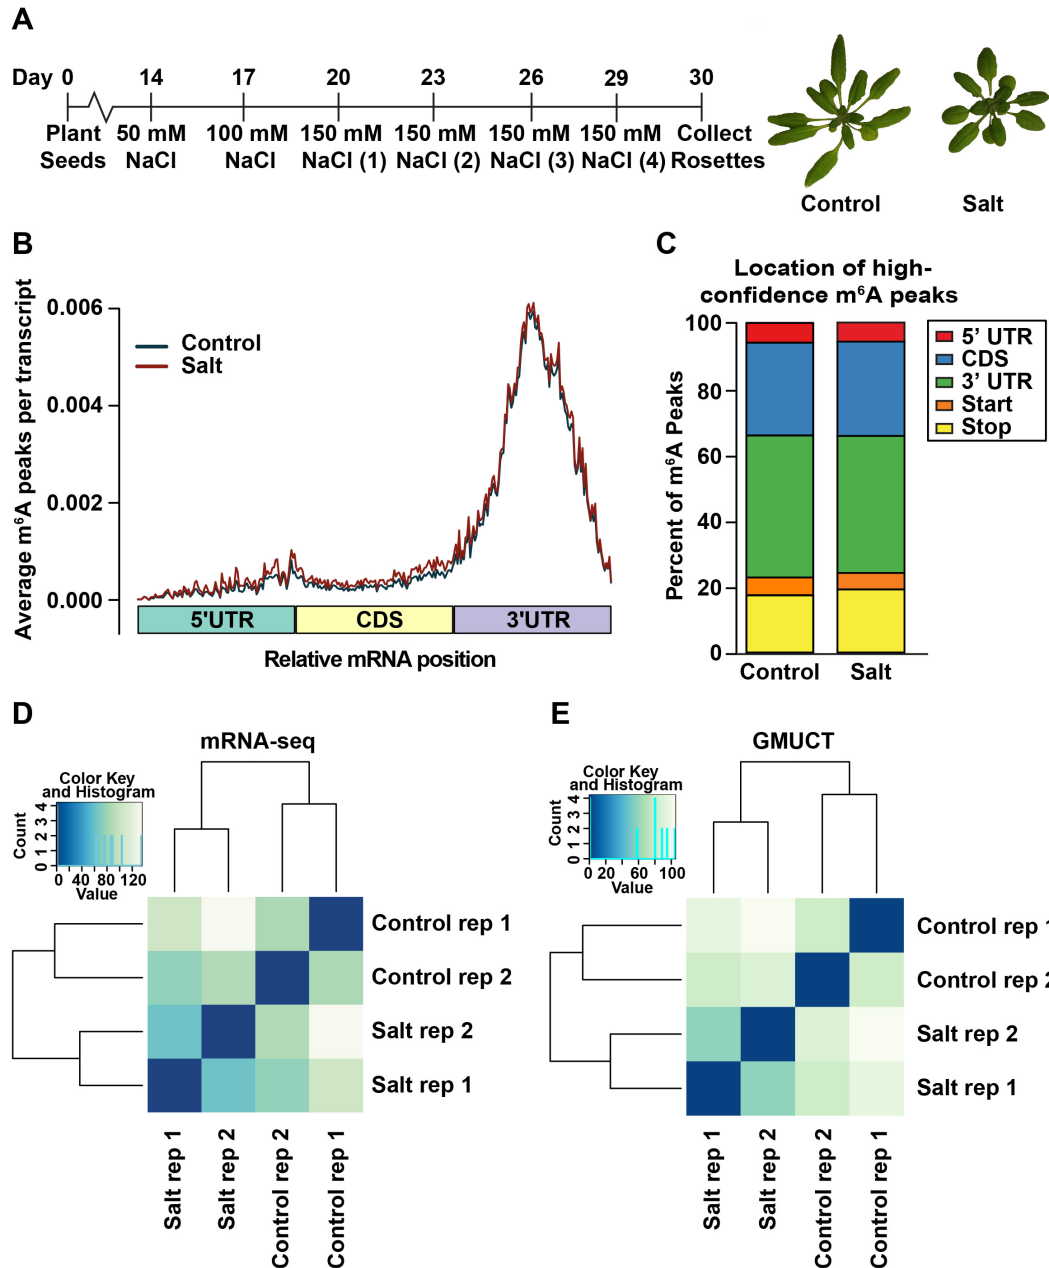 A
Day 0 14 17 20 23 26 29 30
Plant 50 mM 100 mM 150 mM 150 mM 150 mM 150 mM Collect
Seeds NaCl NaCl NaCl (1) NaCl (2) NaCl (3) NaCl (4) Rosettes
Control Salt
B
Average m⁶A peaks per transcript
0.006
0.004
0.002
0.000
Control
Salt
5'UTR CDS 3'UTR
Relative mRNA position
C
Location of high-
confidence m⁶A peaks
Percent of m⁶A Peaks
100
80
60
40
20
0
Control Salt
5’ UTR
CDS
3’ UTR
Start
Stop
D
mRNA-seq
Color Key
and Histogram
Count
0 1 2 3 4
0 40 80 120
Value
Control rep 1
Control rep 2
Salt rep 2
Salt rep 1
Salt rep 1
Salt rep 2
Control rep 2
Control rep 1
E
GMUCT
Color Key
and Histogram
Count
0 1 2 3 4
0 20 60 100
Value
Control rep 1
Control rep 2
Salt rep 2
Salt rep 1
Salt rep 1
Salt rep 2
Control rep 2
Control rep 1